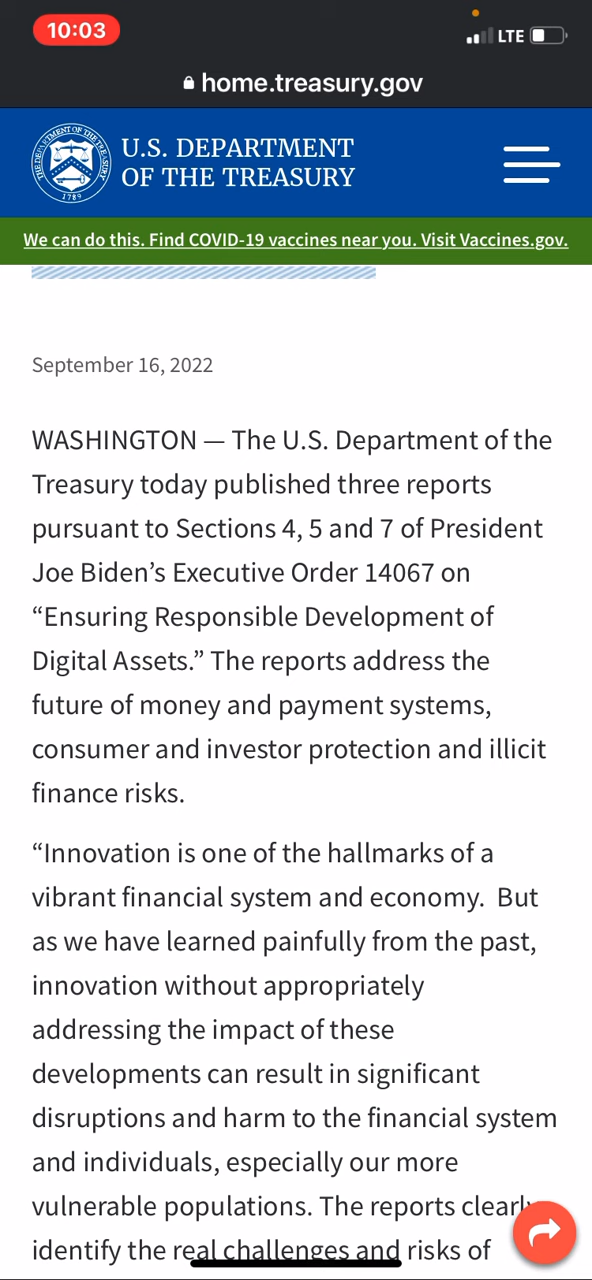 10:03
LTE
home.treasury.gov
THE DEPARTMENT OF THE TREASURY
1789
U.S. DEPARTMENT
OF THE TREASURY
We can do this. Find COVID-19 vaccines near you. Visit Vaccines.gov.
September 16, 2022
WASHINGTON — The U.S. Department of the
Treasury today published three reports
pursuant to Sections 4, 5 and 7 of President
Joe Biden’s Executive Order 14067 on
“Ensuring Responsible Development of
Digital Assets.” The reports address the
future of money and payment systems,
consumer and investor protection and illicit
finance risks.
“Innovation is one of the hallmarks of a
vibrant financial system and economy.  But
as we have learned painfully from the past,
innovation without appropriately
addressing the impact of these
developments can result in significant
disruptions and harm to the financial system
and individuals, especially our more
vulnerable populations. The reports clearly
identify the real challenges and risks of